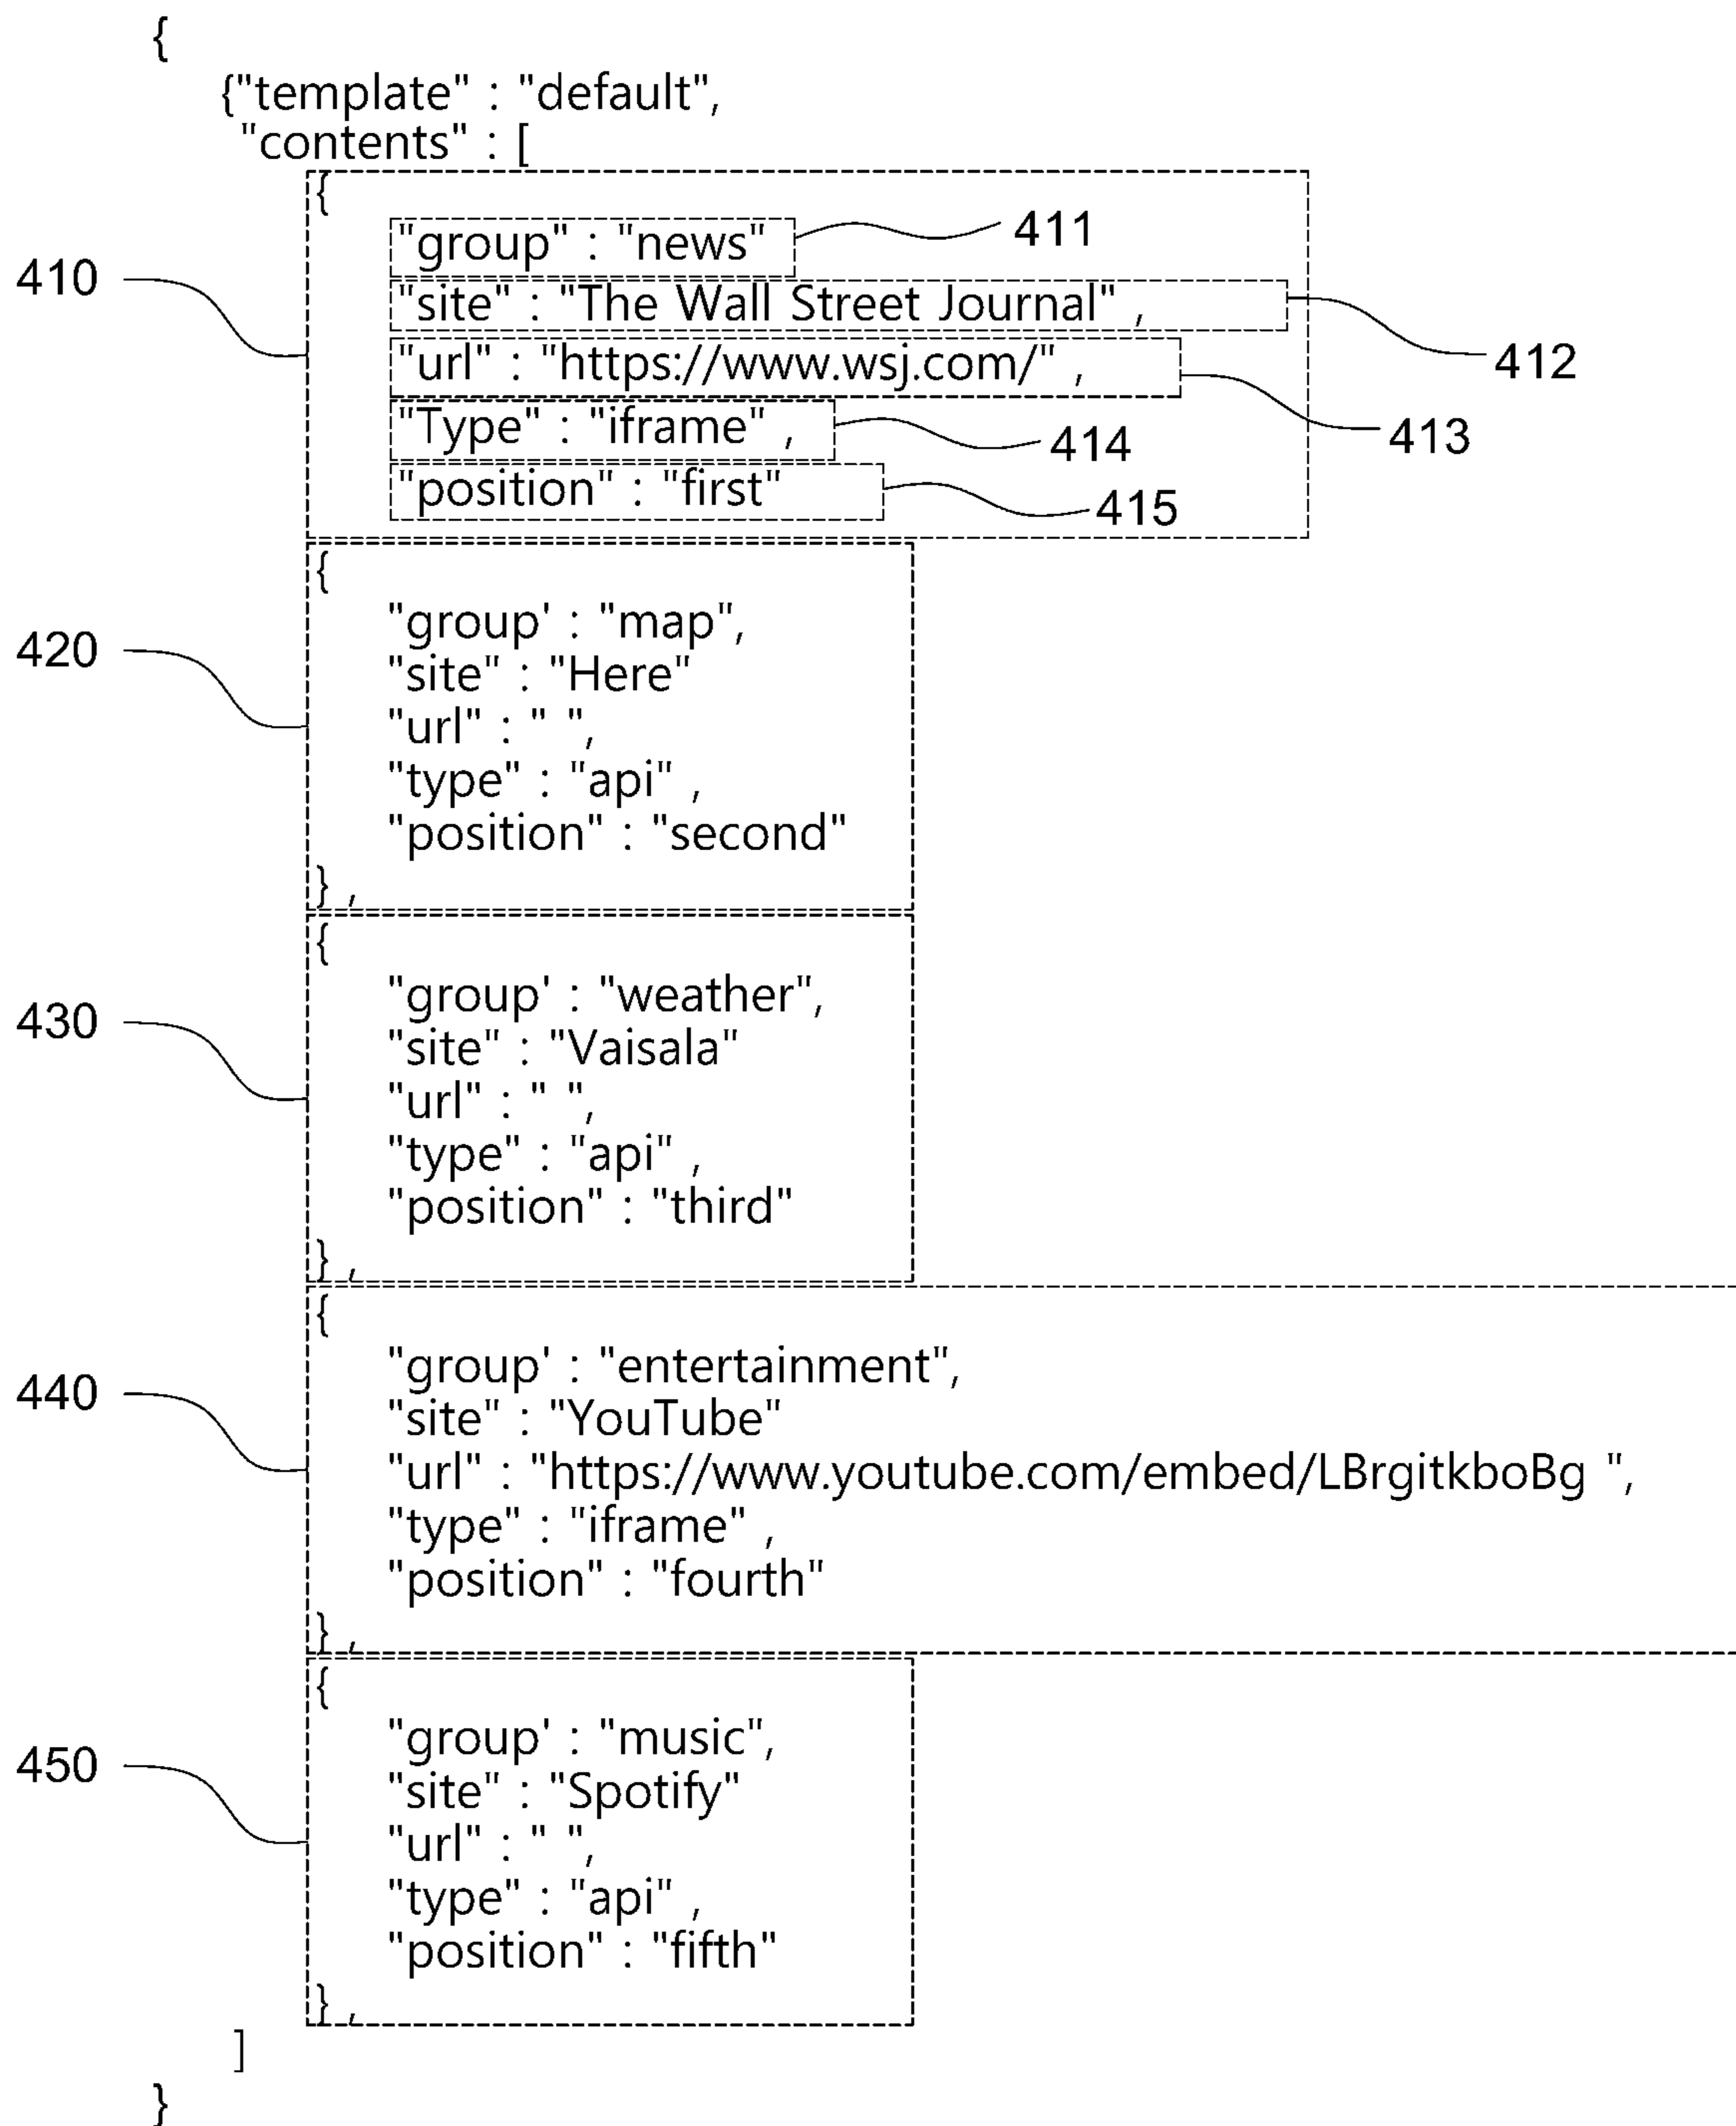 {
{"template" : "default",
"contents" : [
{
"group" : "news" 411
410
"site" : "The Wall Street Journal" ,
412
"url" : "https://www.wsj.com/" ,
413
"Type" : "iframe" , 414
"position" : "first" 415
{
"group' : "map",
420
"site" : "Here"
"url" : " ",
"type" : "api" ,
"position" : "second"
} ,
{
"group' : "weather",
430
"site" : "Vaisala"
"url" : " ",
"type" : "api" ,
"position" : "third"
} ,
{
"group' : "entertainment",
440
"site" : "YouTube"
"url" : "https://www.youtube.com/embed/LBrgitkboBg ",
"type" : "iframe" ,
"position" : "fourth"
} ,
{
"group' : "music",
450
"site" : "Spotify"
"url" : " ",
"type" : "api" ,
"position" : "fifth"
} ,
]
}